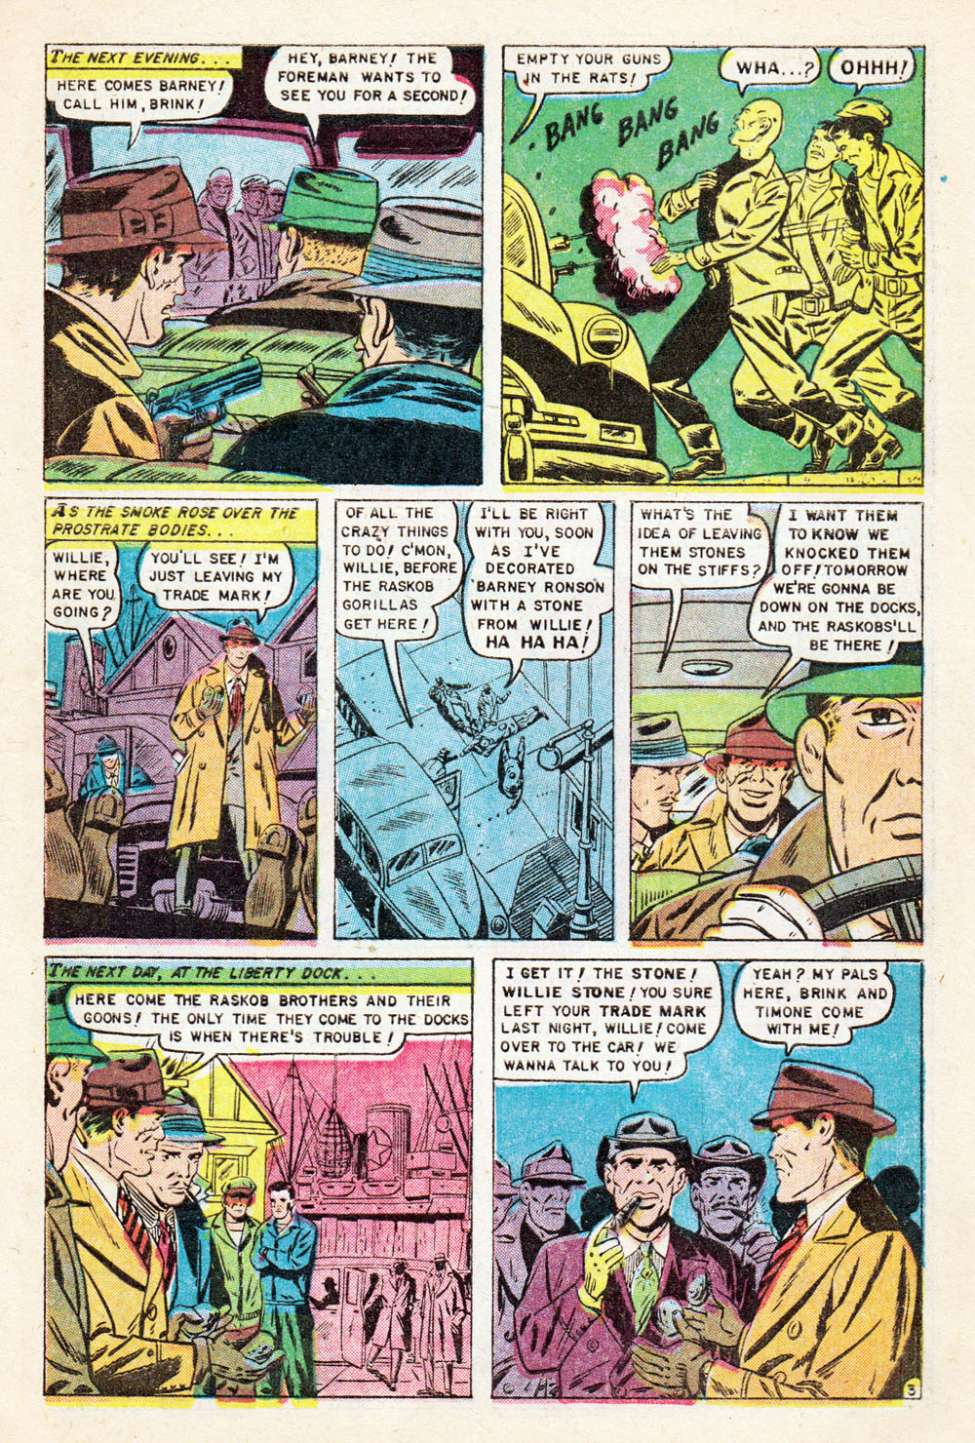 THE NEXT EVENING...
HERE COMES BARNEY!
CALL HIM, BRINK!
HEY, BARNEY! THE
FOREMAN WANTS TO
SEE YOU FOR A SECOND!
EMPTY YOUR GUNS
IN THE RATS!
BANG
BANG
BANG
WHA...?
OHHH!
AS THE SMOKE ROSE OVER THE
PROSTRATE BODIES...
WILLIE,
WHERE
ARE YOU
GOING?
YOU'LL SEE! I'M
JUST LEAVING MY
TRADE MARK!
OF ALL THE
CRAZY THINGS
TO DO! C'MON,
WILLIE, BEFORE
THE RASKOB
GORILLAS
GET HERE!
I'LL BE RIGHT
WITH YOU, SOON
AS I'VE
DECORATED
BARNEY RONSON
WITH A STONE
FROM WILLIE!
HA HA HA!
WHAT'S THE
IDEA OF LEAVING
THEM STONES
ON THE STIFFS?
I WANT THEM
TO KNOW WE
KNOCKED THEM
OFF! TOMORROW
WE'RE GONNA BE
DOWN ON THE DOCKS,
AND THE RASKOBS'LL
BE THERE!
THE NEXT DAY, AT THE LIBERTY DOCK...
HERE COME THE RASKOB BROTHERS AND THEIR
GOONS! THE ONLY TIME THEY COME TO THE DOCKS
IS WHEN THERE'S TROUBLE!
I GET IT! THE STONE!
WILLIE STONE! YOU SURE
LEFT YOUR TRADE MARK
LAST NIGHT, WILLIE! COME
OVER TO THE CAR! WE
WANNA TALK TO YOU!
YEAH? MY PALS
HERE, BRINK AND
TIMONE COME
WITH ME!
3